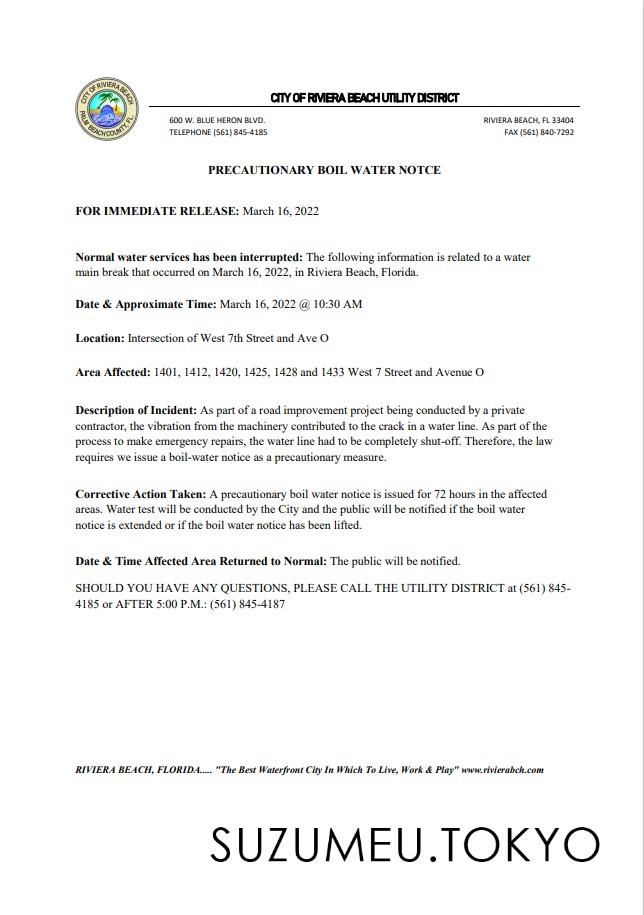 CITY OF RIVIERA BEACH
PALM BEACH COUNTY, FL.
CITY OF RIVIERA BEACH UTILITY DISTRICT
600 W. BLUE HERON BLVD. RIVIERA BEACH, FL 33404
TELEPHONE (561) 845-4185 FAX (561) 840-7292
PRECAUTIONARY BOIL WATER NOTCE
FOR IMMEDIATE RELEASE: March 16, 2022
Normal water services has been interrupted: The following information is related to a water
main break that occurred on March 16, 2022, in Riviera Beach, Florida.
Date & Approximate Time: March 16, 2022 @ 10:30 AM
Location: Intersection of West 7th Street and Ave O
Area Affected: 1401, 1412, 1420, 1425, 1428 and 1433 West 7 Street and Avenue O
Description of Incident: As part of a road improvement project being conducted by a private
contractor, the vibration from the machinery contributed to the crack in a water line. As part of the
process to make emergency repairs, the water line had to be completely shut-off. Therefore, the law
requires we issue a boil-water notice as a precautionary measure.
Corrective Action Taken: A precautionary boil water notice is issued for 72 hours in the affected
areas. Water test will be conducted by the City and the public will be notified if the boil water
notice is extended or if the boil water notice has been lifted.
Date & Time Affected Area Returned to Normal: The public will be notified.
SHOULD YOU HAVE ANY QUESTIONS, PLEASE CALL THE UTILITY DISTRICT at (561) 845-
4185 or AFTER 5:00 P.M.: (561) 845-4187
RIVIERA BEACH, FLORIDA..... "The Best Waterfront City In Which To Live, Work & Play" www.rivierabch.com
SUZUMEU.TOKYO